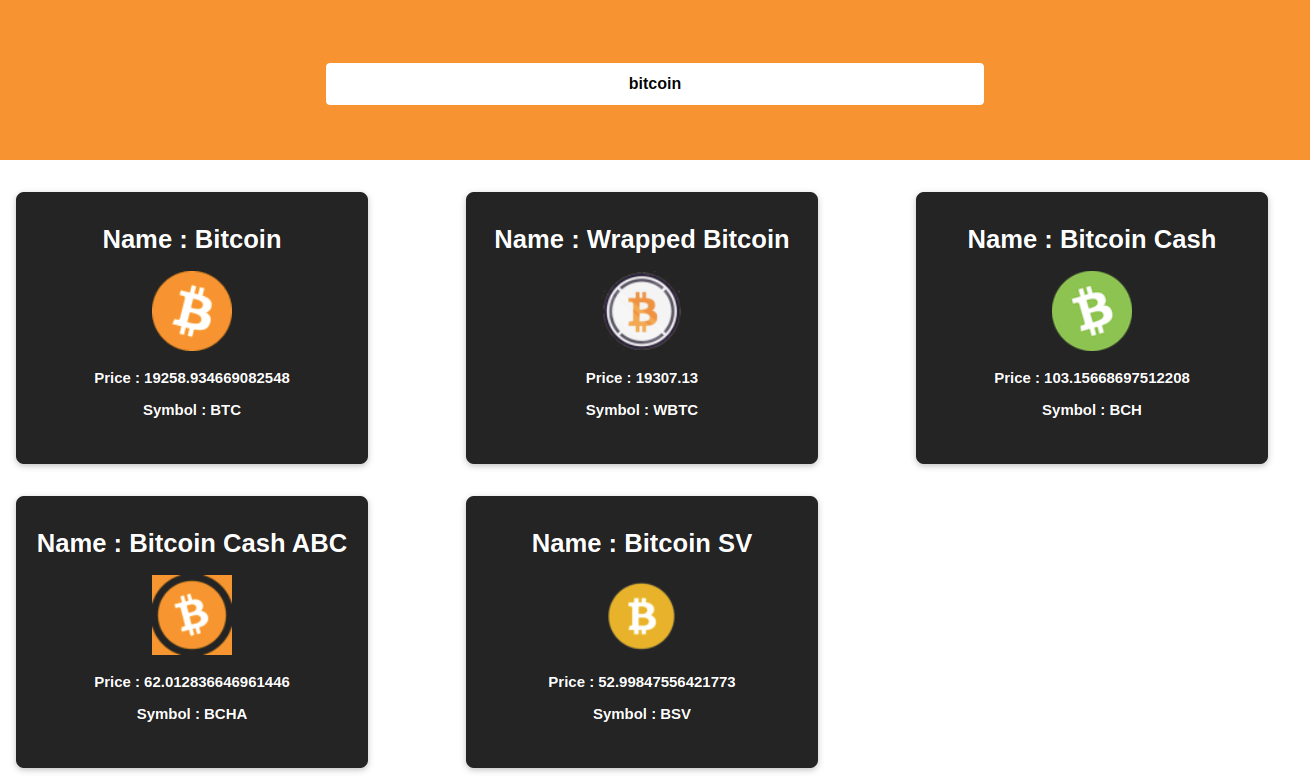 bitcoin
Name : Bitcoin
Price : 19258.934669082548
Symbol : BTC
Name : Wrapped Bitcoin
Price : 19307.13
Symbol : WBTC
Name : Bitcoin Cash
Price : 103.15668697512208
Symbol : BCH
Name : Bitcoin Cash ABC
Price : 62.012836646961446
Symbol : BCHA
Name : Bitcoin SV
Price : 52.99847556421773
Symbol : BSV